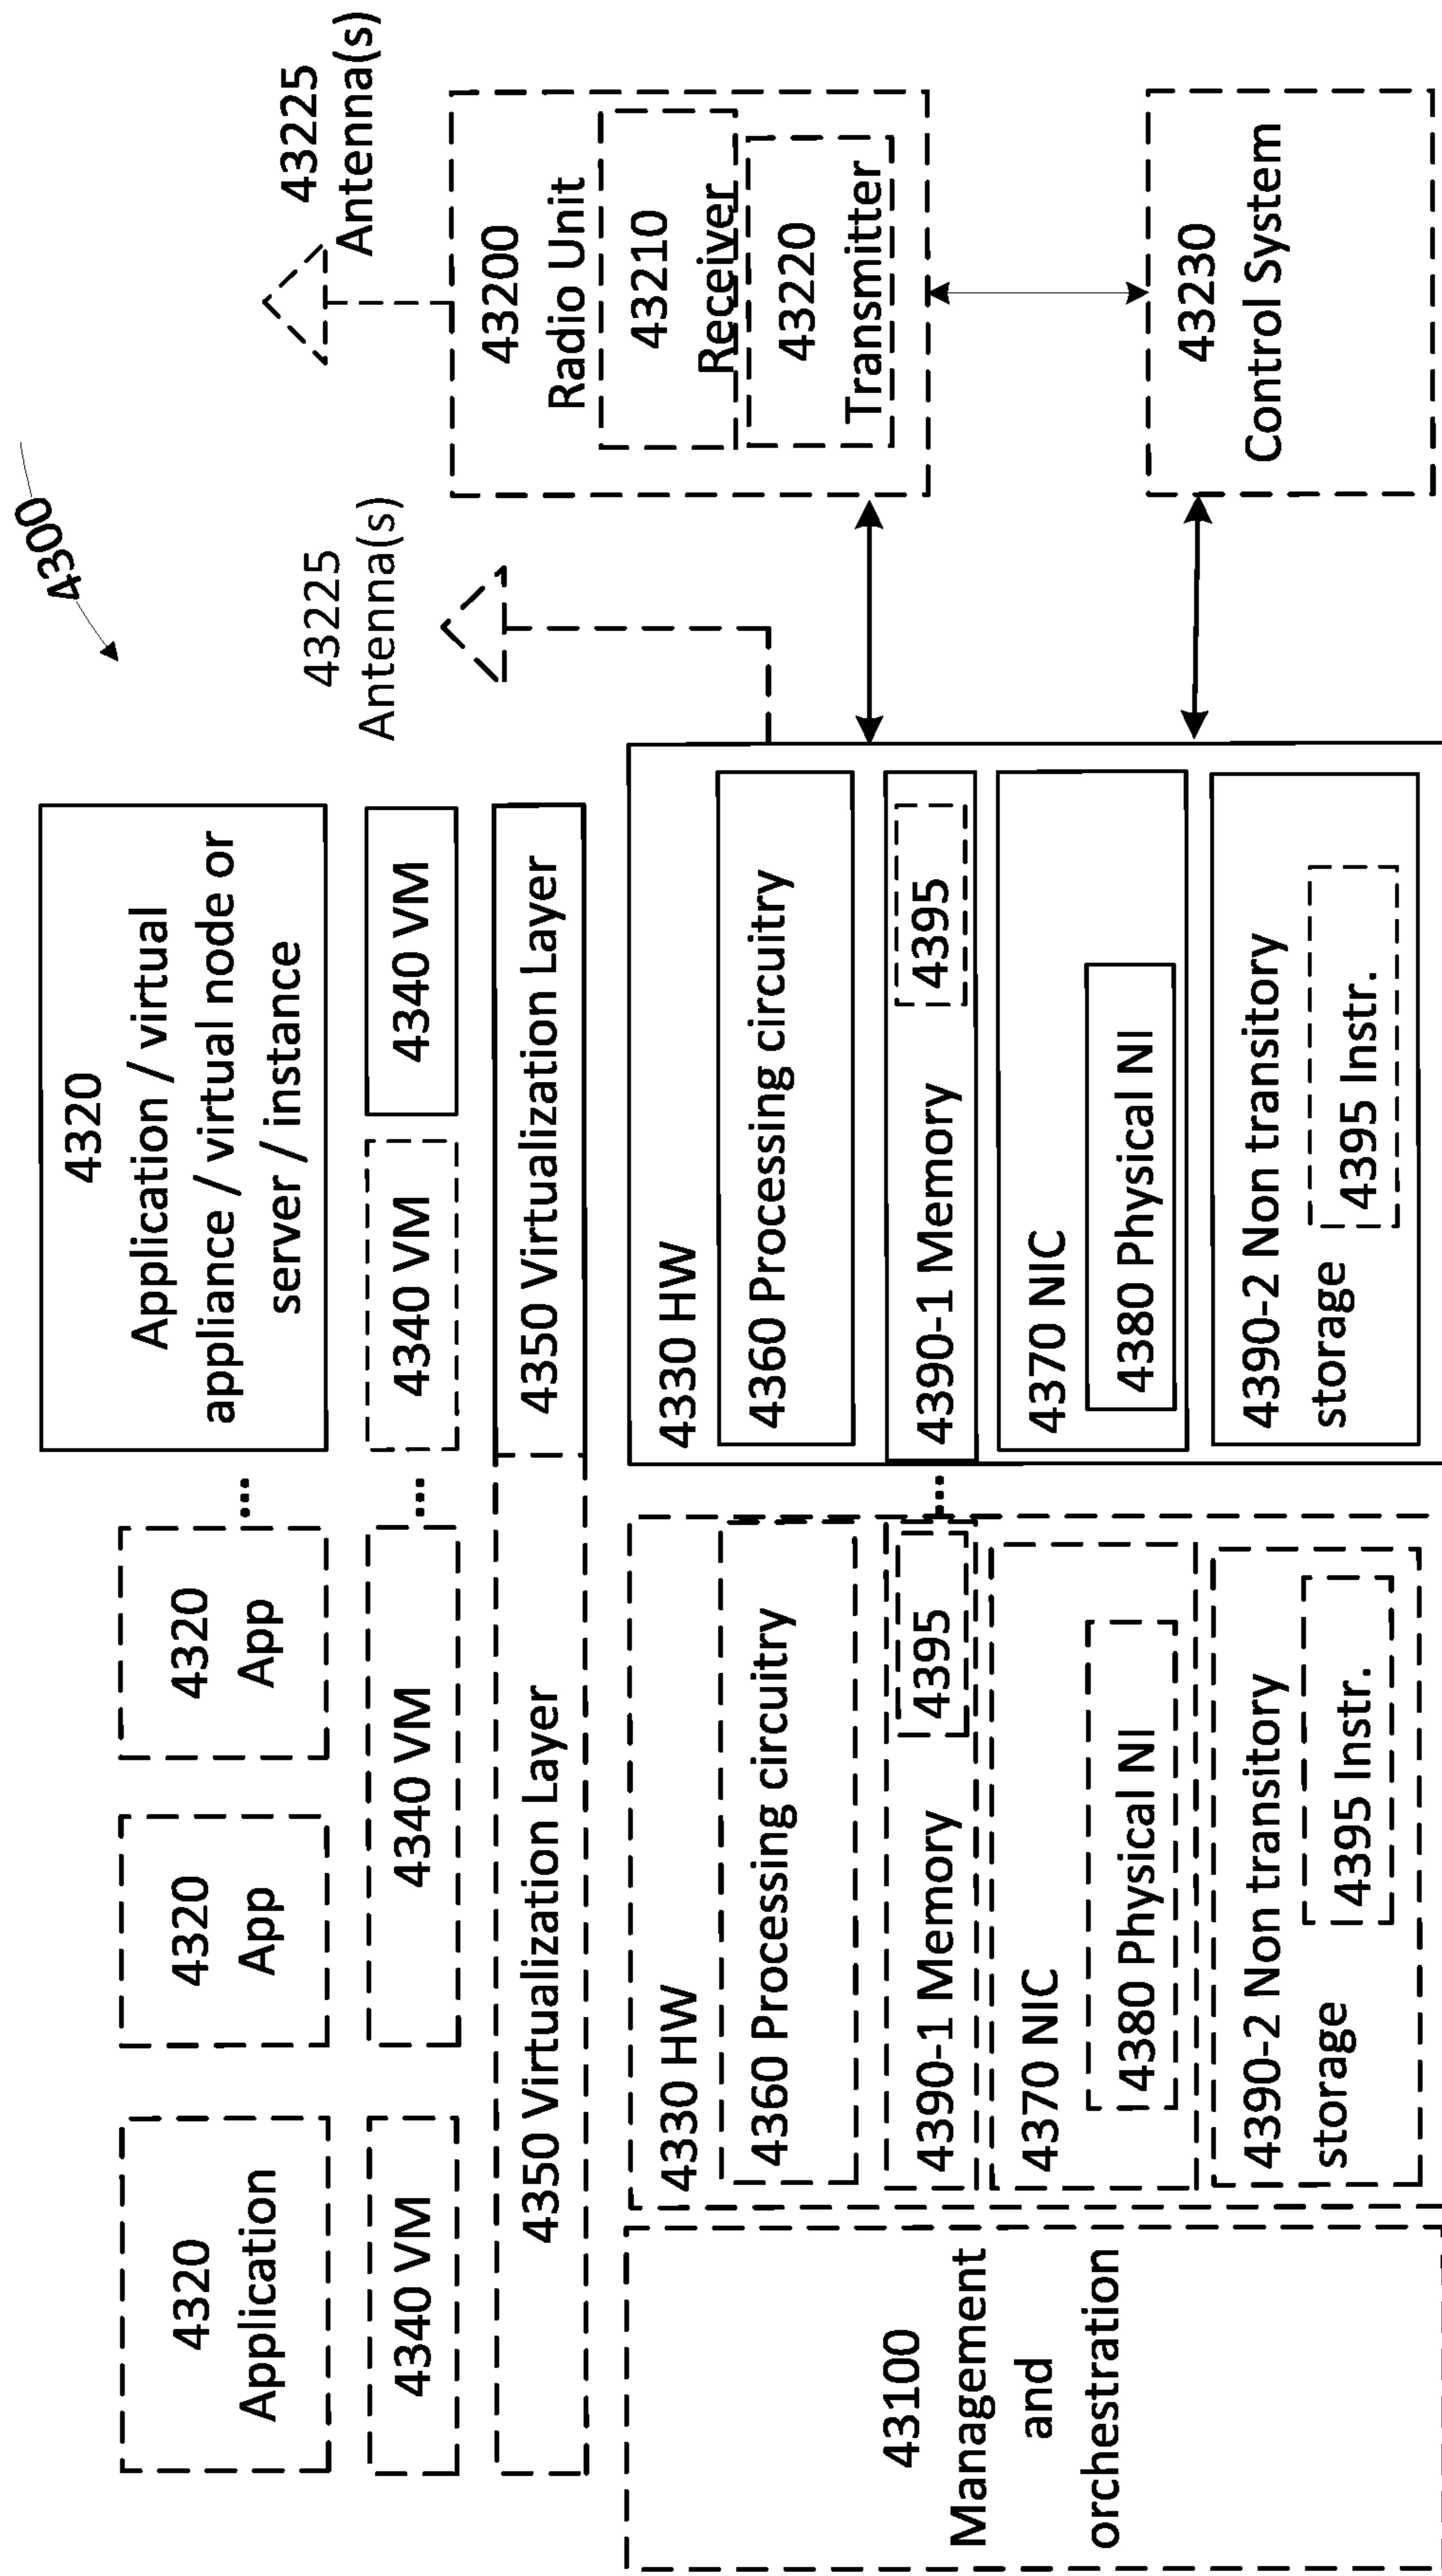 4300
4320
Application
4320
App
4320
App
...
4320
Application / virtual
appliance / virtual node or
server / instance
4340 VM
4340 VM
...
4340 VM
4340 VM
4350 Virtualization Layer
4350 Virtualization Layer
43225
Antenna(s)
43225
Antenna(s)
43100
Management
and
orchestration
4330 HW
4360 Processing circuitry
4390-1 Memory
4395
4370 NIC
4380 Physical NI
4390-2 Non transitory
storage
4395 Instr.
...
4330 HW
4360 Processing circuitry
4390-1 Memory
4395
4370 NIC
4380 Physical NI
4390-2 Non transitory
storage
4395 Instr.
43200
Radio Unit
43210
Receiver
43220
Transmitter
43230
Control System